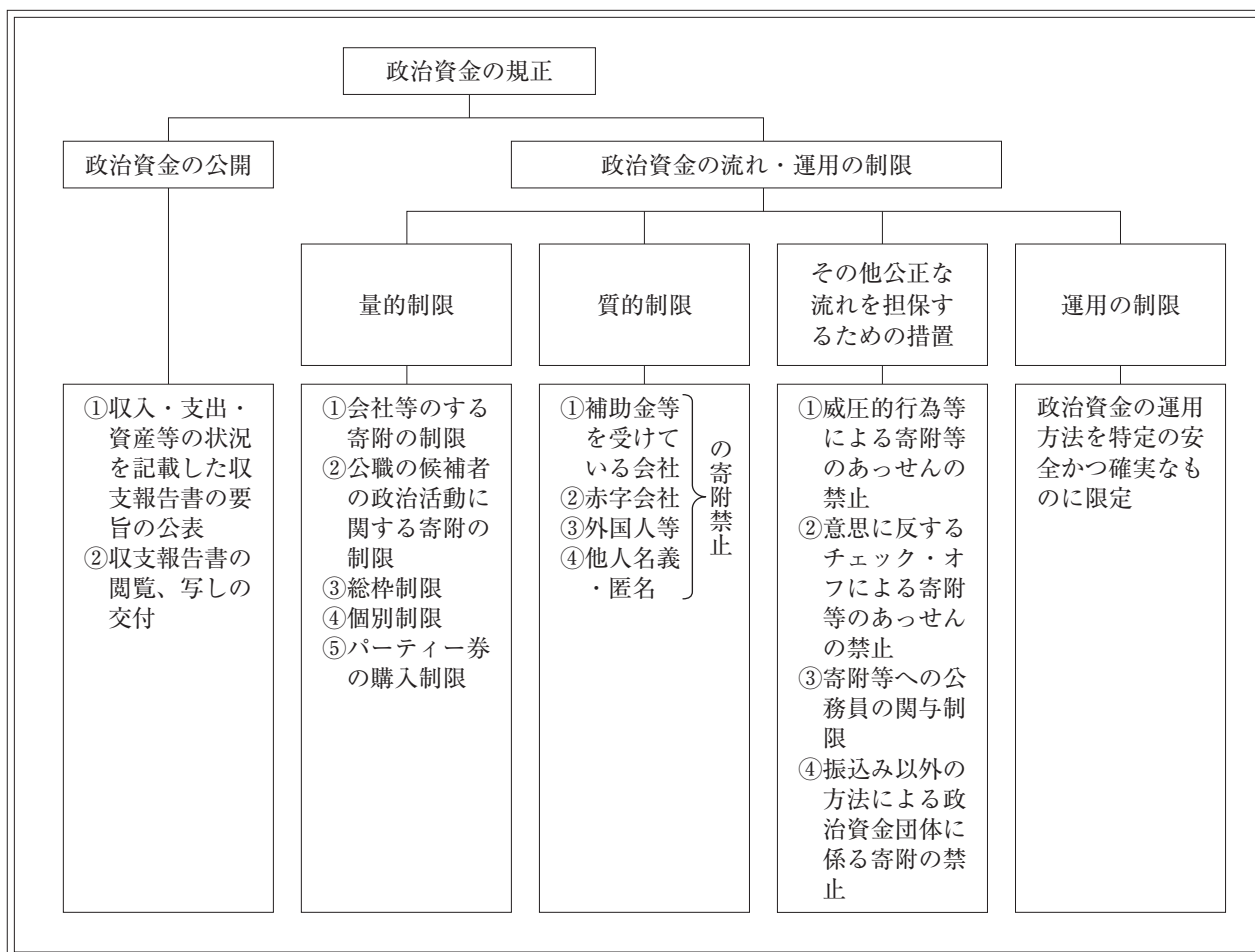 政治資金の規正
政治資金の公開
政治資金の流れ・運用の制限
量的制限
質的制限
その他公正な
流れを担保す
るための措置
運用の制限
①収入・支出・
資産等の状況
を記載した収
支報告書の要
旨の公表
②収支報告書の
閲覧、写しの
交付
①会社等のする
寄附の制限
②公職の候補者
の政治活動に
関する寄附の
制限
③総枠制限
④個別制限
⑤パーティー券
の購入制限
①補助金等
を受けて
いる会社
②赤字会社
③外国人等
④他人名義
・匿名
の寄附禁止
①威圧的行為等
による寄附等
のあっせんの
禁止
②意思に反する
チェック・オ
フによる寄附
等のあっせん
の禁止
③寄附等への公
務員の関与制
限
④振込み以外の
方法による政
治資金団体に
係る寄附の禁
止
政治資金の運用
方法を特定の安
全かつ確実なも
のに限定